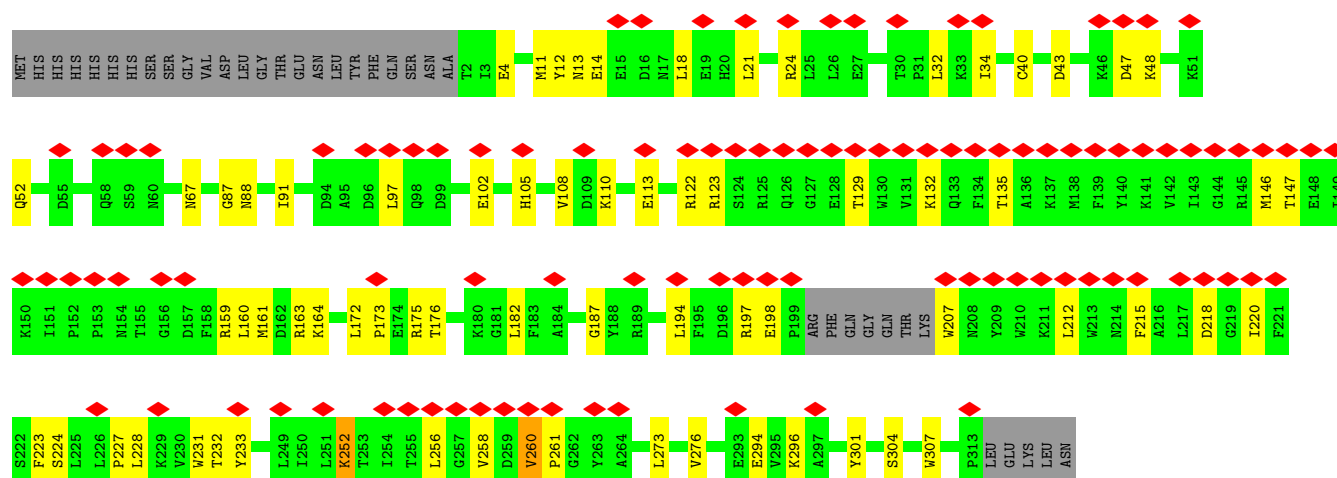 MET HIS HIS HIS HIS HIS HIS SER SER GLY VAL ASP LEU GLY THR GLU ASN LEU TYR PHE GLN SER ASN ALA T2 I3 E4 M11 Y12 N13 E14 E15 D16 N17 L18 E19 H20 L21 R24 L25 L26 E27 T30 P31 L32 K33 I34 C40 D43 K46 D47 K48 K51
Q52 D55 Q58 S59 N60 N67 G87 N88 I91 D94 A95 D96 L97 Q98 D99 E102 H105 V108 D109 K110 E113 R122 R123 S124 R125 Q126 G127 E128 T129 W130 V131 K132 Q133 F134 T135 A136 K137 M138 F139 Y140 K141 V142 I143 G144 R145 M146 T147 E148 I149
K150 I151 P152 P153 N154 T155 G156 D157 F158 R159 L160 M161 D162 R163 K164 L172 P173 E174 R175 T176 K180 G181 L182 F183 A184 G187 Y188 R189 L194 F195 D196 R197 E198 P199 ARG PHE GLN GLY GLN THR LYS W207 N208 Y209 W210 K211 L212 W213 N214 F215 A216 L217 D218 G219 I220 F221
S222 F223 S224 L225 L226 P227 L228 K229 V230 W231 T232 Y233 L249 I250 L251 K252 T253 I254 T255 L256 G257 V258 D259 V260 P261 G262 Y263 A264 L273 V276 E293 E294 V295 K296 A297 Y301 S304 W307 P313 LEU GLU LYS LEU ASN